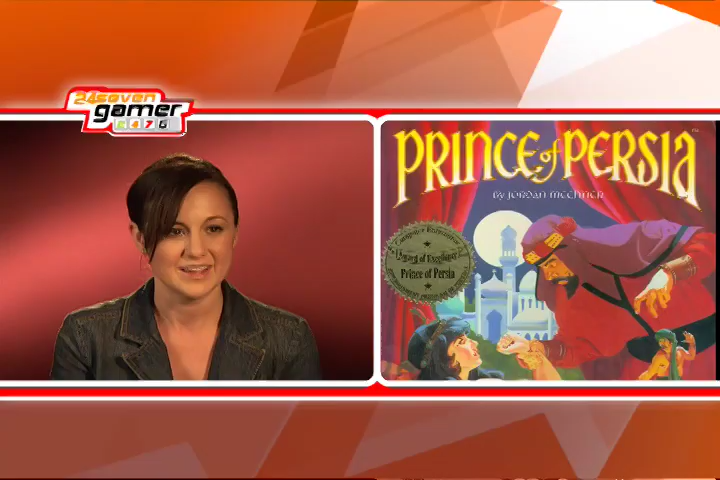 24seven
gamer
PRINCE of PERSIA
BY JORDAN MECHNER
Award of Excellence
Prince of Persia